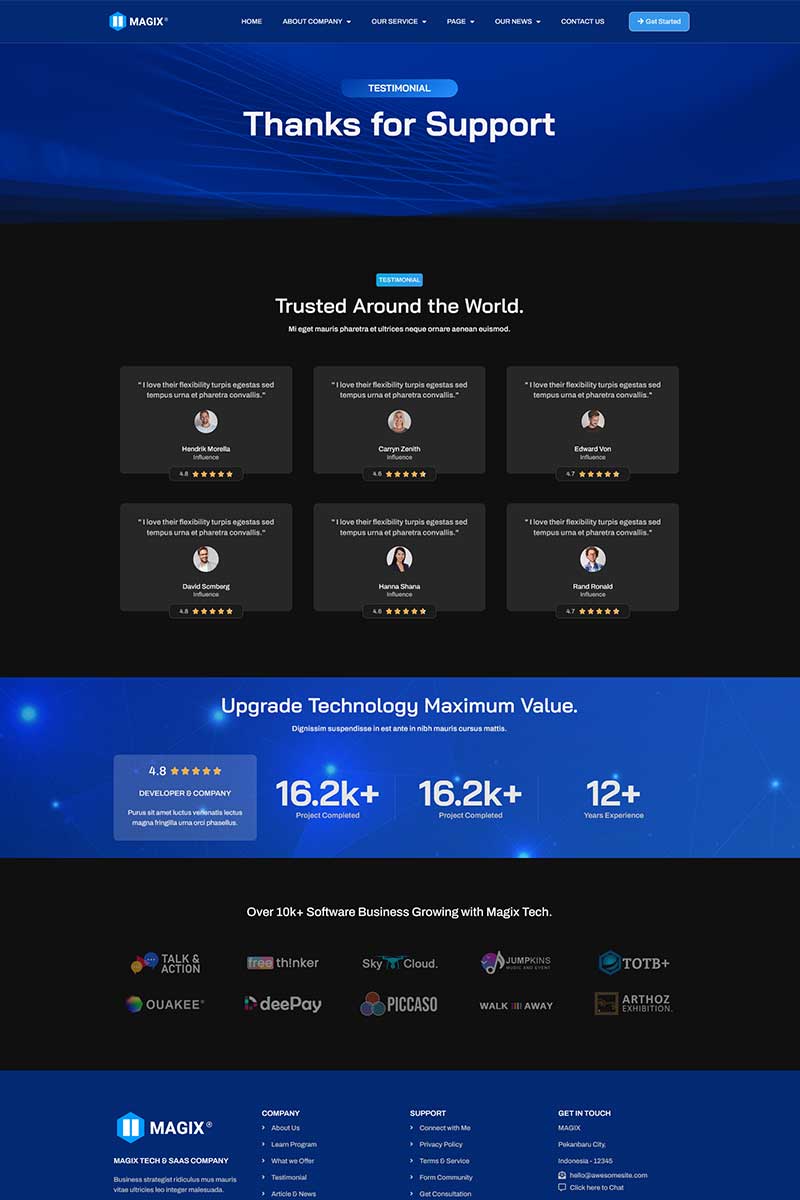 MAGIX®
HOME
ABOUT COMPANY
OUR SERVICE
PAGE
OUR NEWS
CONTACT US
Get Started
TESTIMONIAL
Thanks for Support
TESTIMONIAL
Trusted Around the World.
Mi eget mauris pharetra et ultrices neque ornare aenean euismod.
" I love their flexibility turpis egestas sed
tempus urna et pharetra convallis."
Hendrik Morella
Influence
4.8
" I love their flexibility turpis egestas sed
tempus urna et pharetra convallis."
Carryn Zenith
Influence
4.6
" I love their flexibility turpis egestas sed
tempus urna et pharetra convallis."
Edward Von
Influence
4.7
" I love their flexibility turpis egestas sed
tempus urna et pharetra convallis."
David Scmberg
Influence
4.8
" I love their flexibility turpis egestas sed
tempus urna et pharetra convallis."
Hanna Shana
Influence
4.6
" I love their flexibility turpis egestas sed
tempus urna et pharetra convallis."
Rand Ronald
Influence
4.7
Upgrade Technology Maximum Value.
Dignissim suspendisse in est ante in nibh mauris cursus mattis.
4.8
DEVELOPER & COMPANY
Purus sit amet luctus venenatis lectus
magna fringilla urna orci phasellus.
16.2k+
Project Completed
16.2k+
Project Completed
12+
Years Experience
Over 10k+ Software Business Growing with Magix Tech.
TALK &
ACTION
free th!nker
Sky Cloud.
JUMPKINS
MUSIC AND EVENT
TOTB+
OUAKEE®
deePay
PICCASO
WALK AWAY
ARTHOZ
EXHIBITION.
MAGIX®
MAGIX TECH & SAAS COMPANY
Business strategist ridiculus mus mauris
vitae ultricies leo integer malesuada.
COMPANY
About Us
Learn Program
What we Offer
Testimonial
Article & News
SUPPORT
Connect with Me
Privacy Policy
Terms & Service
Form Community
Get Consultation
GET IN TOUCH
MAGIX
Pekanbaru City,
Indonesia - 12345
hello@awesomesite.com
Click here to Chat